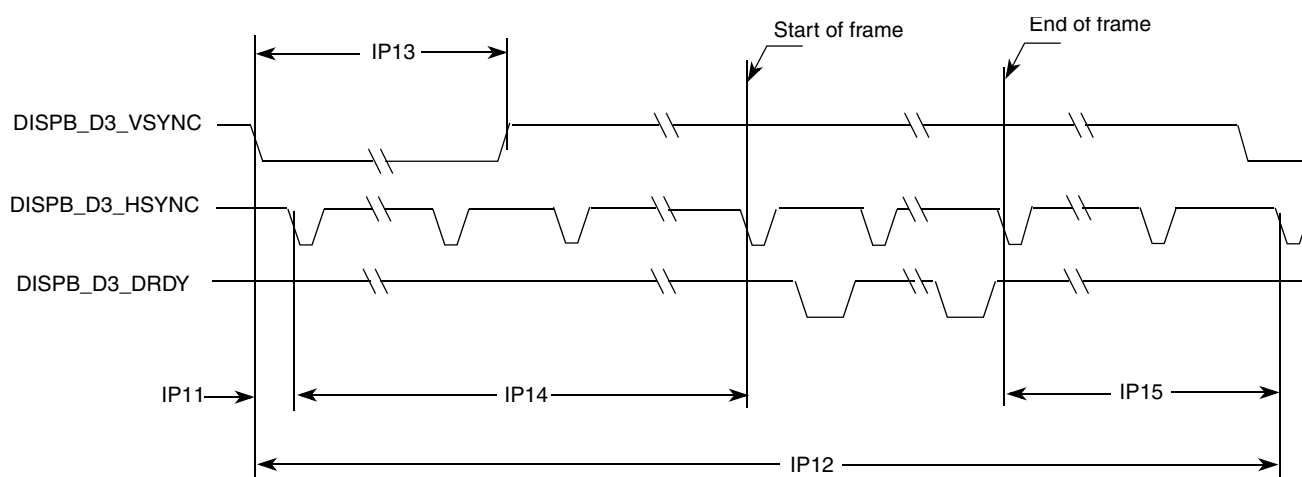 Start of frame
End of frame
IP13
DISPB_D3_VSYNC
DISPB_D3_HSYNC
DISPB_D3_DRDY
IP11
IP14
IP15
IP12